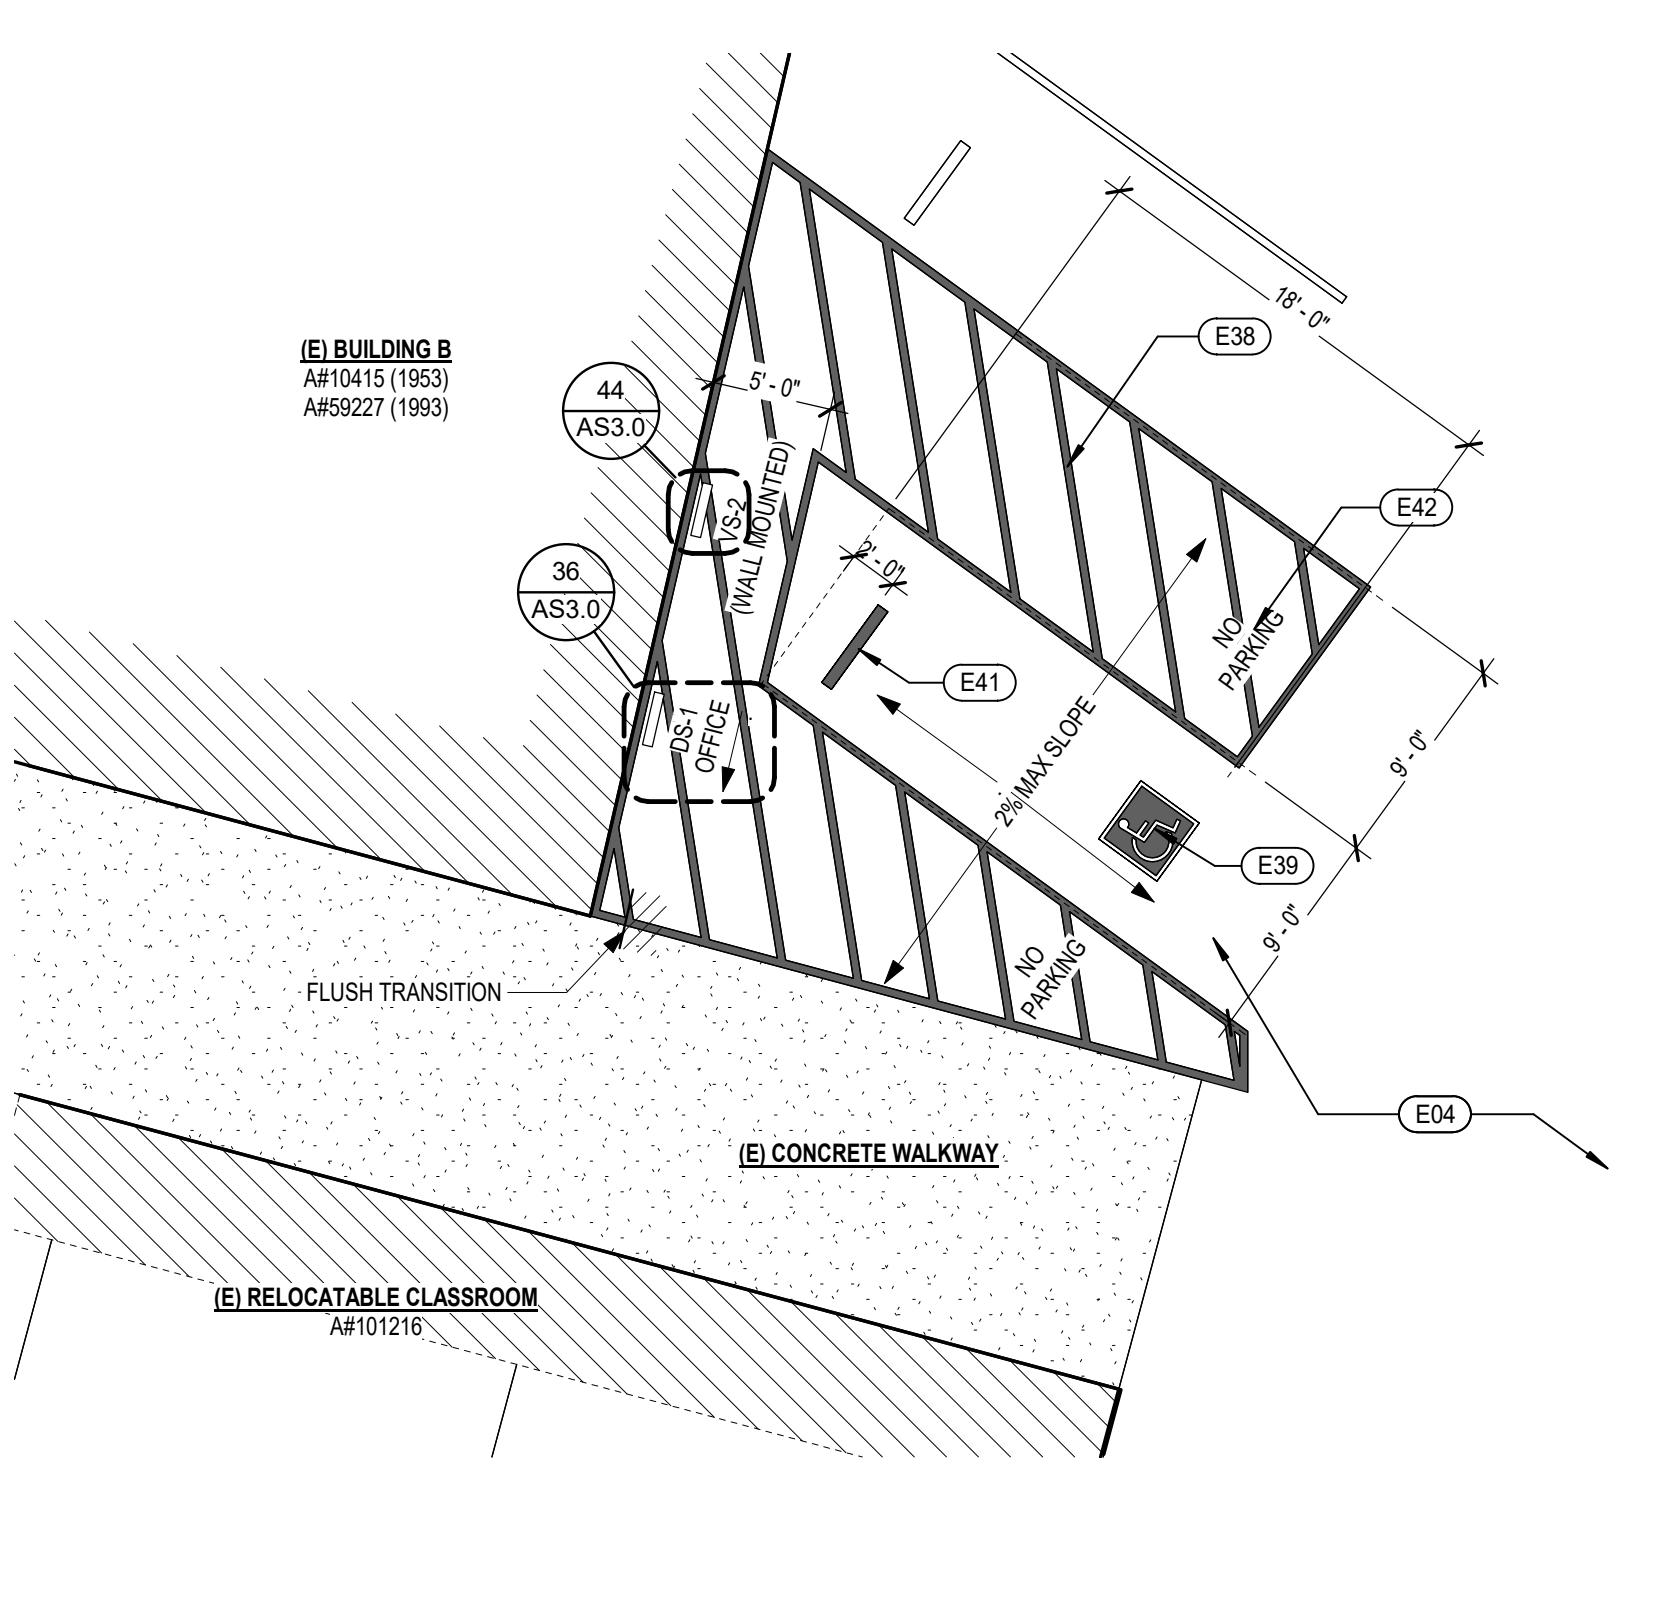 18' - 0"
E38
(E) BUILDING B
A#10415 (1953)
A#59227 (1993)
44
AS3.0
5' - 0"
VS-2
(WALL MOUNTED)
E42
36
AS3.0
2' - 0"
NO
PARKING
E41
DS-1
OFFICE
2% MAX SLOPE
9' - 0"
E39
9' - 0"
NO
PARKING
FLUSH TRANSITION
E04
(E) CONCRETE WALKWAY
(E) RELOCATABLE CLASSROOM
A#101216